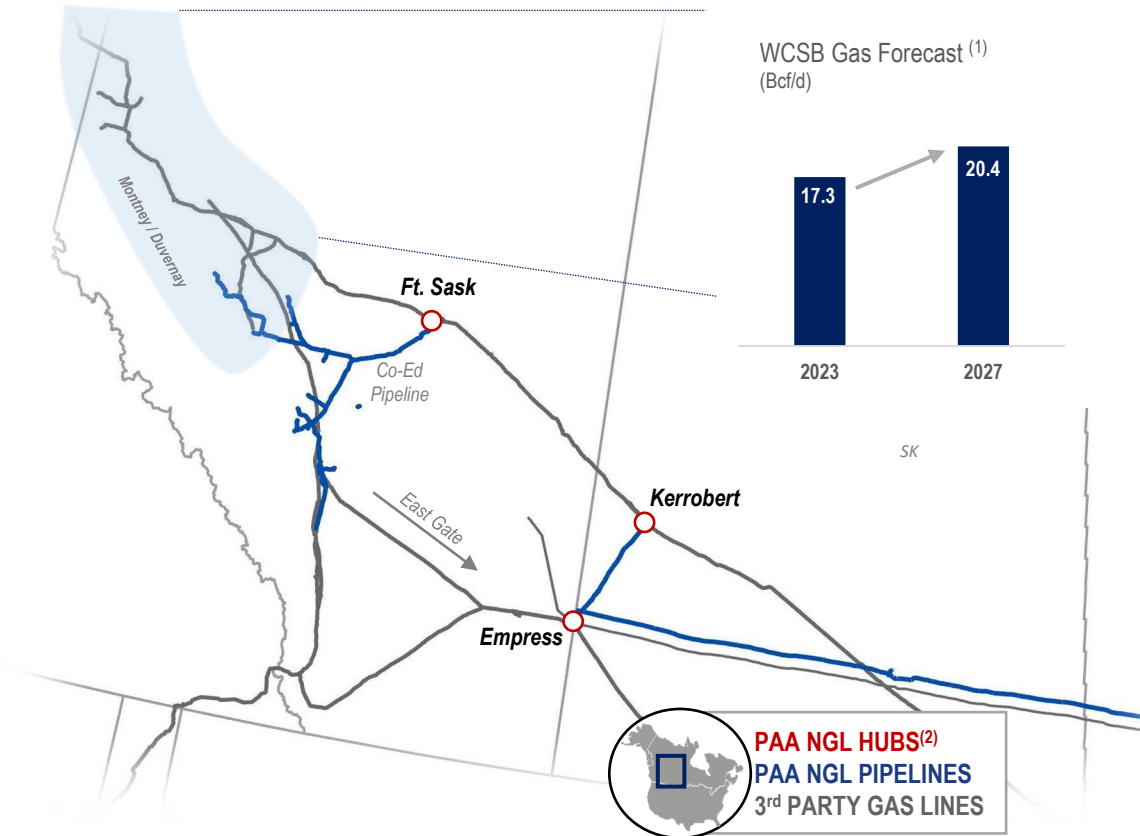 WCSB Gas Forecast (1)
(Bcf/d)
17.3
20.4
2023
2027
Montney / Duvernay
Ft. Sask
Co-Ed
Pipeline
SK
Kerrobert
East Gate
Empress
PAA NGL HUBS(2)
PAA NGL PIPELINES
3rd PARTY GAS LINES